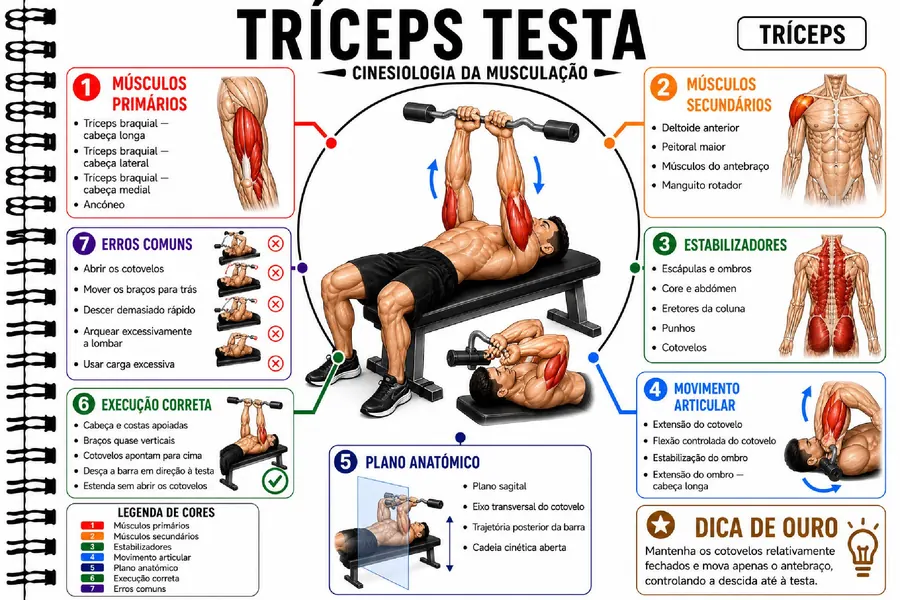 TRÍCEPS TESTA
CINESIOLOGIA DA MUSCULAÇÃO
TRÍCEPS
1 MÚSCULOS
PRIMÁRIOS
• Tríceps braquial —
cabeça longa
• Tríceps braquial —
cabeça lateral
• Tríceps braquial —
cabeça medial
• Ancóneo
2 MÚSCULOS
SECUNDÁRIOS
• Deltoide anterior
• Peitoral maior
• Músculos do antebraço
• Manguito rotador
3 ESTABILIZADORES
• Escápulas e ombros
• Core e abdómen
• Eretores da coluna
• Punhos
• Cotovelos
4 MOVIMENTO
ARTICULAR
• Extensão do cotovelo
• Flexão controlada do cotovelo
• Estabilização do ombro
• Extensão do ombro —
cabeça longa
5 PLANO ANATÓMICO
• Plano sagital
• Eixo transversal do cotovelo
• Trajetória posterior da barra
• Cadeia cinética aberta
6 EXECUÇÃO CORRETA
• Cabeça e costas apoiadas
• Braços quase verticais
• Cotovelos apontam para cima
• Desça a barra em direção à testa
• Estenda sem abrir os cotovelos
7 ERROS COMUNS
• Abrir os cotovelos
• Mover os braços para trás
• Descer demasiado rápido
• Arquear excessivamente
a lombar
• Usar carga excessiva
LEGENDA DE CORES
1 Músculos primários
2 Músculos secundários
3 Estabilizadores
4 Movimento articular
5 Plano anatômico
6 Execução correta
7 Erros comuns
DICA DE OURO
Mantenha os cotovelos relativamente
fechados e mova apenas o antebraço,
controlando a descida até à testa.